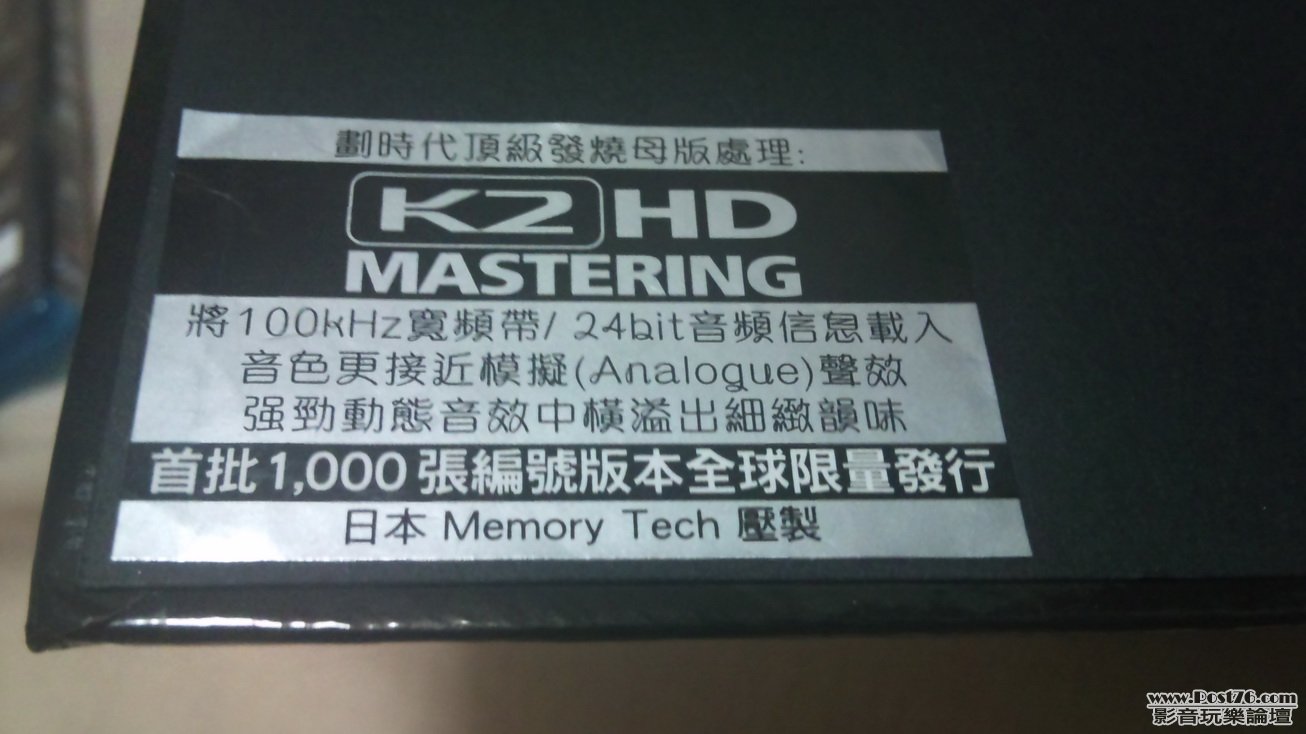 劃時代頂級發燒母版處理:
K2 HD
MASTERING
將100kHz寬頻帶/ 24bit音頻信息載入
音色更接近模擬(Analogue)聲效
强勁動態音效中橫溢出細緻韻味
首批1,000張編號版本全球限量發行
日本 Memory Tech 壓製
www.Post76.com
影音玩樂論壇